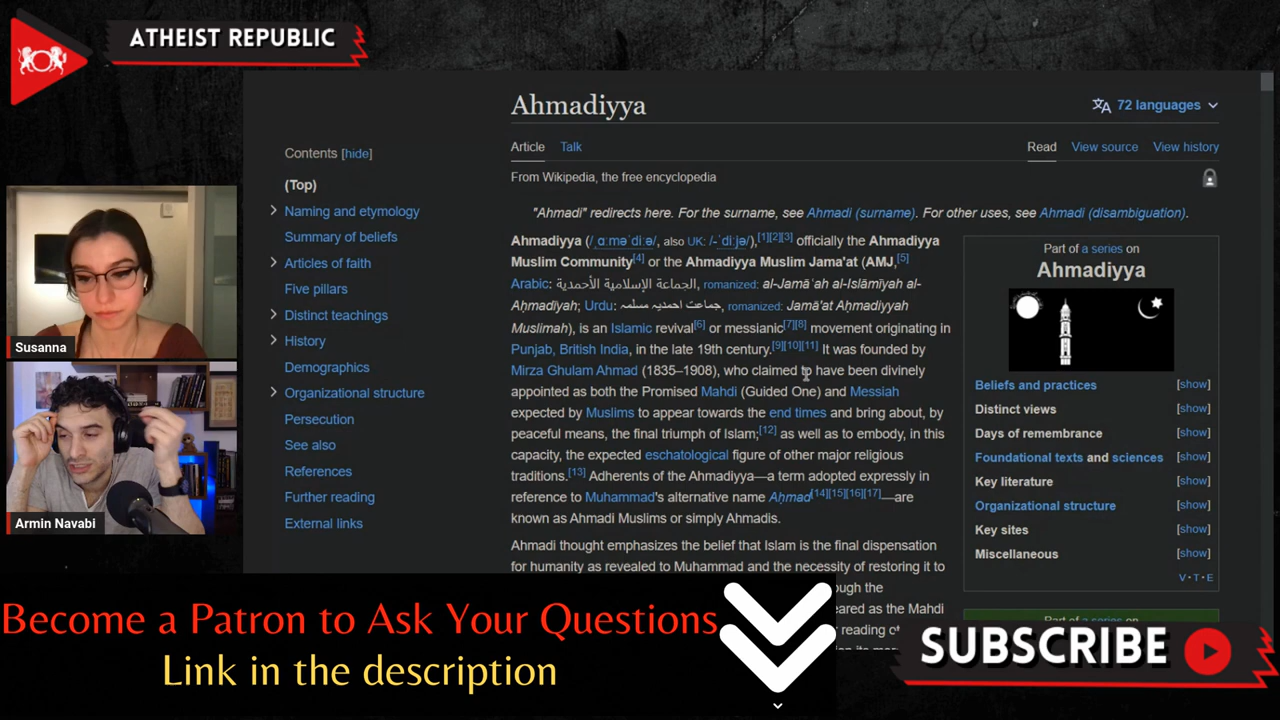 ATHEIST REPUBLIC
Susanna
Armin Navabi
Contents [hide]
(Top)
Naming and etymology
Summary of beliefs
Articles of faith
Five pillars
Distinct teachings
History
Demographics
Organizational structure
Persecution
See also
References
Further reading
External links
Ahmadiyya
72 languages
Article Talk
Read View source View history
From Wikipedia, the free encyclopedia
"Ahmadi" redirects here. For the surname, see Ahmadi (surname). For other uses, see Ahmadi (disambiguation).
Ahmadiyya (/ˌɑːməˈdiːə/, also UK: /-ˈdiːjə/),[1][2][3] officially the Ahmadiyya
Muslim Community[4] or the Ahmadiyya Muslim Jama'at (AMJ,[5]
Arabic: الجماعة الإسلامية الأحمدية, romanized: al-Jamāʻah al-Islāmīyah al-
Aḥmadīyah; Urdu: جماعت احمدیہ مسلمہ, romanized: Jamā'at Aḥmadiyyah
Muslimah), is an Islamic revival[6] or messianic[7][8] movement originating in
Punjab, British India, in the late 19th century.[9][10][11] It was founded by
Mirza Ghulam Ahmad (1835–1908), who claimed to have been divinely
appointed as both the Promised Mahdi (Guided One) and Messiah
expected by Muslims to appear towards the end times and bring about, by
peaceful means, the final triumph of Islam;[12] as well as to embody, in this
capacity, the expected eschatological figure of other major religious
traditions.[13] Adherents of the Ahmadiyya—a term adopted expressly in
reference to Muhammad's alternative name Aḥmad[14][15][16][17]—are
known as Ahmadi Muslims or simply Ahmadis.
Ahmadi thought emphasizes the belief that Islam is the final dispensation
for humanity as revealed to Muhammad and the necessity of restoring it to
the
as the Mahdi
reading
Part of a series on
Ahmadiyya
Beliefs and practices [show]
Distinct views [show]
Days of remembrance [show]
Foundational texts and sciences [show]
Key literature [show]
Organizational structure [show]
Key sites [show]
Miscellaneous [show]
V·T·E
Part of a series on
Become a Patron to Ask Your Questions
Link in the description
SUBSCRIBE